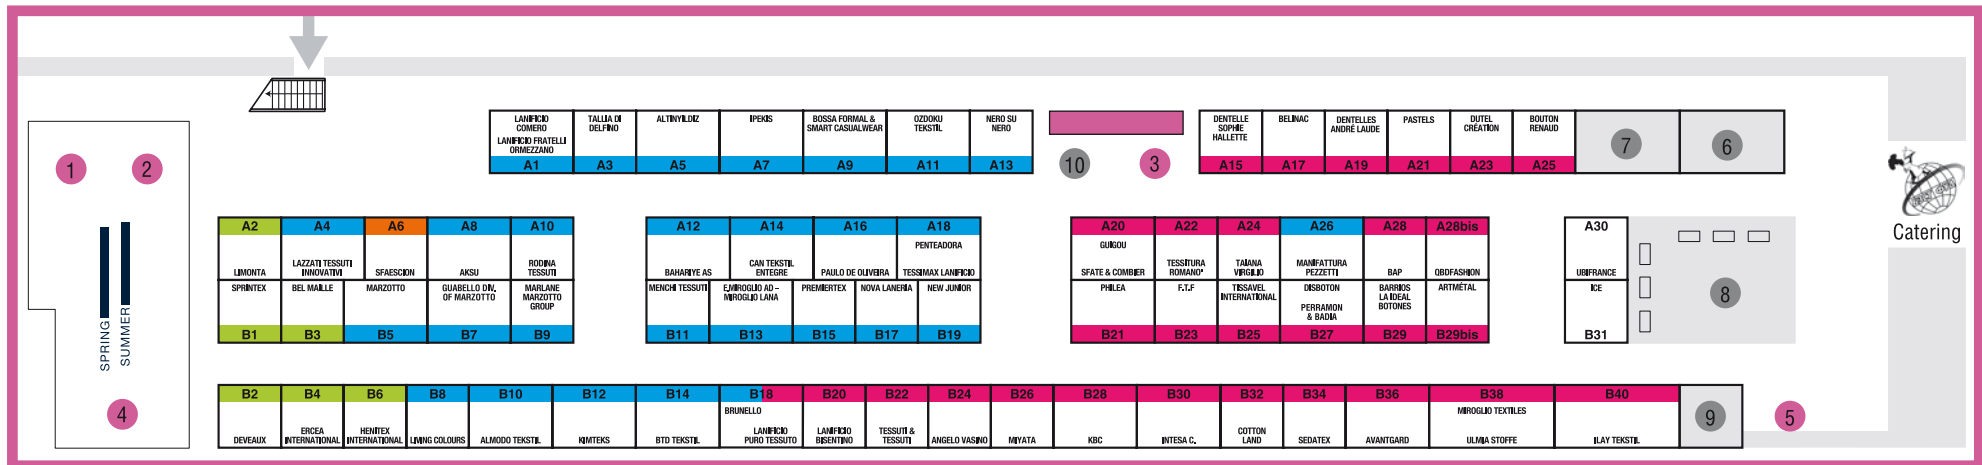 LANIFICIO
COMERO
LANIFICIO FRATELLI
ORMEZZANO
A1
TALLIA DI
DELFINO
A3
ALTINYILDIZ
A5
IPEKIS
A7
BOSSA FORMAL &
SMART CASUALWEAR
A9
OZDOKU
TEKSTIL
A11
NERO SU
NERO
A13
10
3
DENTELLE
SOPHIE
HALLETTE
A15
BELINAC
A17
DENTELLES
ANDRÉ LAUDE
A19
PASTELS
A21
DUTEL
CRÉATION
A23
BOUTON
RENAUD
A25
7
6
Catering
1
2
SPRING
SUMMER
4
A2
LIMONTA
A4
LAZZATI TESSUTI
INNOVATIVI
A6
SFAESCION
A8
AKSU
A10
RODINA
TESSUTI
SPRINTEX
B1
BEL MAILLE
B3
MARZOTTO
B5
GUABELLO DIV.
OF MARZOTTO
B7
MARLANE
MARZOTTO
GROUP
B9
A12
BAHARIYE AS
A14
CAN TEKSTIL
ENTEGRE
A16
PAULO DE OLIVEIRA
A18
PENTEADORA
TESSIMAX LANIFICIO
MENCHI TESSUTI
B11
E.MIROGLIO AD –
MIROGLIO LANA
B13
PREMIERTEX
B15
NOVA LANERIA
B17
NEW JUNIOR
B19
A20
GUIGOU
SFATE & COMBIER
A22
TESSITURA
ROMANO'
A24
TAIANA
VIRGILIO
A26
MANIFATTURA
PEZZETTI
A28
BAP
A28bis
QBDFASHION
PHILEA
B21
F.T.F
B23
TISSAVEL
INTERNATIONAL
B25
DISBOTON
PERRAMON
& BADIA
B27
BARRIOS
LA IDEAL
BOTONES
B29
ARTMÉTAL
B29bis
A30
UBIFRANCE
ICE
B31
8
B2
DEVEAUX
B4
ERCEA
INTERNATIONAL
B6
HENITEX
INTERNATIONAL
B8
LIVING COLOURS
B10
ALMODO TEKSTIL
B12
KIMTEKS
B14
BTD TEKSTIL
B18
BRUNELLO
LANIFICIO
PURO TESSUTO
B20
LANIFICIO
BISENTINO
B22
TESSUTI &
TESSUTI
B24
ANGELO VASINO
B26
MIYATA
B28
KBC
B30
INTESA C.
B32
COTTON
LAND
B34
SEDATEX
B36
AVANTGARD
B38
MIROGLIO TEXTILES
ULMIA STOFFE
B40
ILAY TEKSTIL
9
5